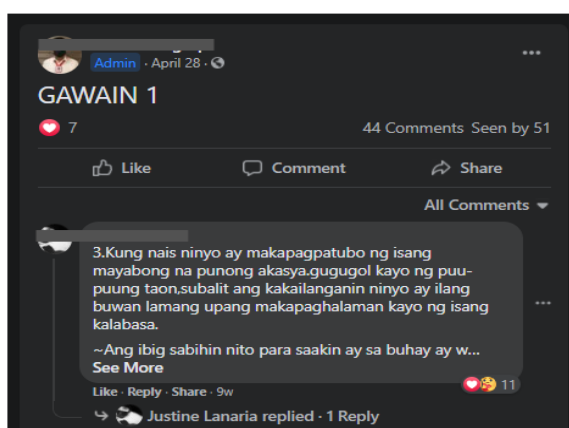 Admin · April 28 ·
GAWAIN 1
7
44 Comments Seen by 51
Like
Comment
Share
All Comments
3.Kung nais ninyo ay makapagpatubo ng isang
mayabong na punong akasya.gugugol kayo ng puu-
puung taon,subalit ang kakailanganin ninyo ay ilang
buwan lamang upang makapaghalaman kayo ng isang
kalabasa.
~Ang ibig sabihin nito para saakin ay sa buhay ay w...
See More
Like · Reply · Share · 9w
11
Justine Lanaria replied · 1 Reply